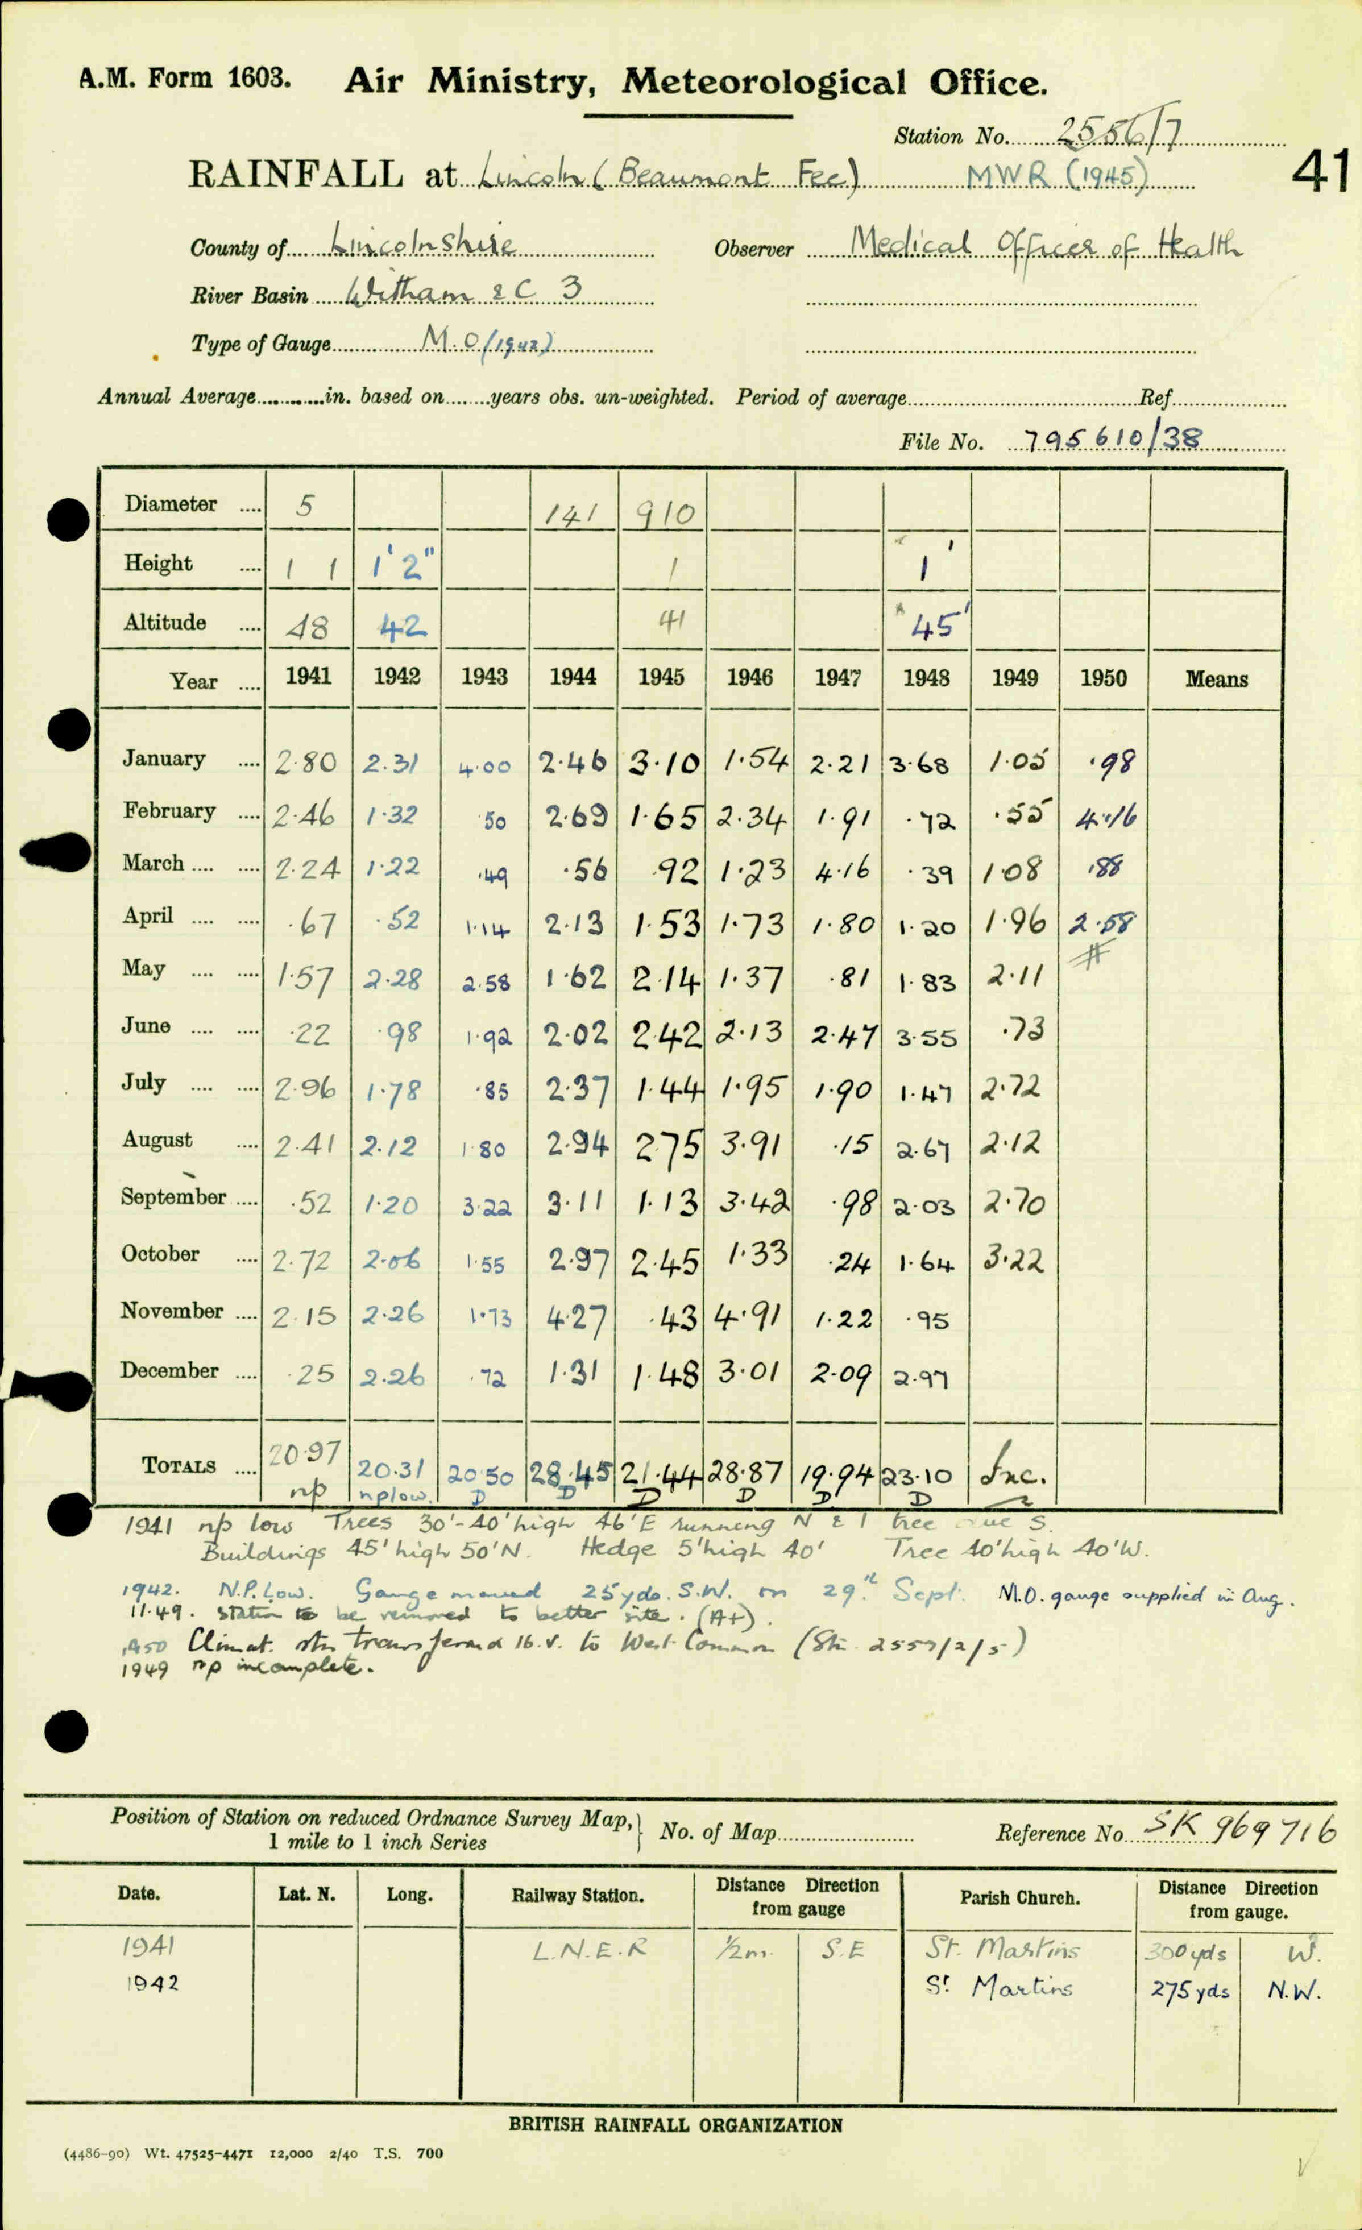 A.M. Form 1603. Air Ministry, Meteorological Office.
Station No. 2556/7
RAINFALL at Lincoln (Beaumont Fee) MWR (1945) 41
County of Lincolnshire Observer Medical Officer of Health
River Basin Witham &c 3
Type of Gauge M.O (1942)
Annual Average in. based on years obs. un-weighted. Period of average Ref
File No. 795610/38
Diameter 5 141 910
Height 1 1 1'2" 1 1'
Altitude 48 42 41 45'
Year 1941 1942 1943 1944 1945 1946 1947 1948 1949 1950 Means
January 2.80 2.31 4.00 2.46 3.10 1.54 2.21 3.68 1.05 .98
February 2.46 1.32 .50 2.69 1.65 2.34 1.91 .72 .55 4.16
March 2.24 1.22 .49 .56 .92 1.23 4.16 .39 1.08 .88
April .67 .52 1.14 2.13 1.53 1.73 1.80 1.20 1.96 2.58
May 1.57 2.28 2.58 1.62 2.14 1.37 .81 1.83 2.11 #
June .22 .98 1.92 2.02 2.42 2.13 2.47 3.55 .73
July 2.96 1.78 .85 2.37 1.44 1.95 1.90 1.47 2.72
August 2.41 2.12 1.80 2.94 2.75 3.91 .15 2.67 2.12
September .52 1.20 3.22 3.11 1.13 3.42 .98 2.03 2.70
October 2.72 2.06 1.55 2.97 2.45 1.33 .24 1.64 3.22
November 2.15 2.26 1.73 4.27 .43 4.91 1.22 .95
December .25 2.26 .72 1.31 1.48 3.01 2.09 2.97
TOTALS 20.97 20.31 20.50 28.45 21.44 28.87 19.94 23.10 Inc.
np np low. D D D D D D
1941 np low Trees 30'-40' high 46' E running N & 1 tree S.
Buildings 45' high 50' N. Hedge 5' high 40' Tree 40' high 40' W.
1942. N.P. Low. Gauge moved 25 yds. S.W. on 29th Sept. M.O. gauge supplied in Aug.
11.49. Station to be removed to better site. (A+).
1950 Climat. stn transferred 16.V. to West Common (Stn 2557/2/5)
1949 np incomplete.
Position of Station on reduced Ordnance Survey Map, 1 mile to 1 inch Series No. of Map Reference No SK 969716
Date. Lat. N. Long. Railway Station. Distance Direction from gauge Parish Church. Distance Direction from gauge.
1941 L.N.E.R ½m. S.E St. Martins 300 yds W.
1942 St Martins 275 yds N.W.
BRITISH RAINFALL ORGANIZATION
(4486-90) Wt. 47525-4471 12,000 2/40 T.S. 700